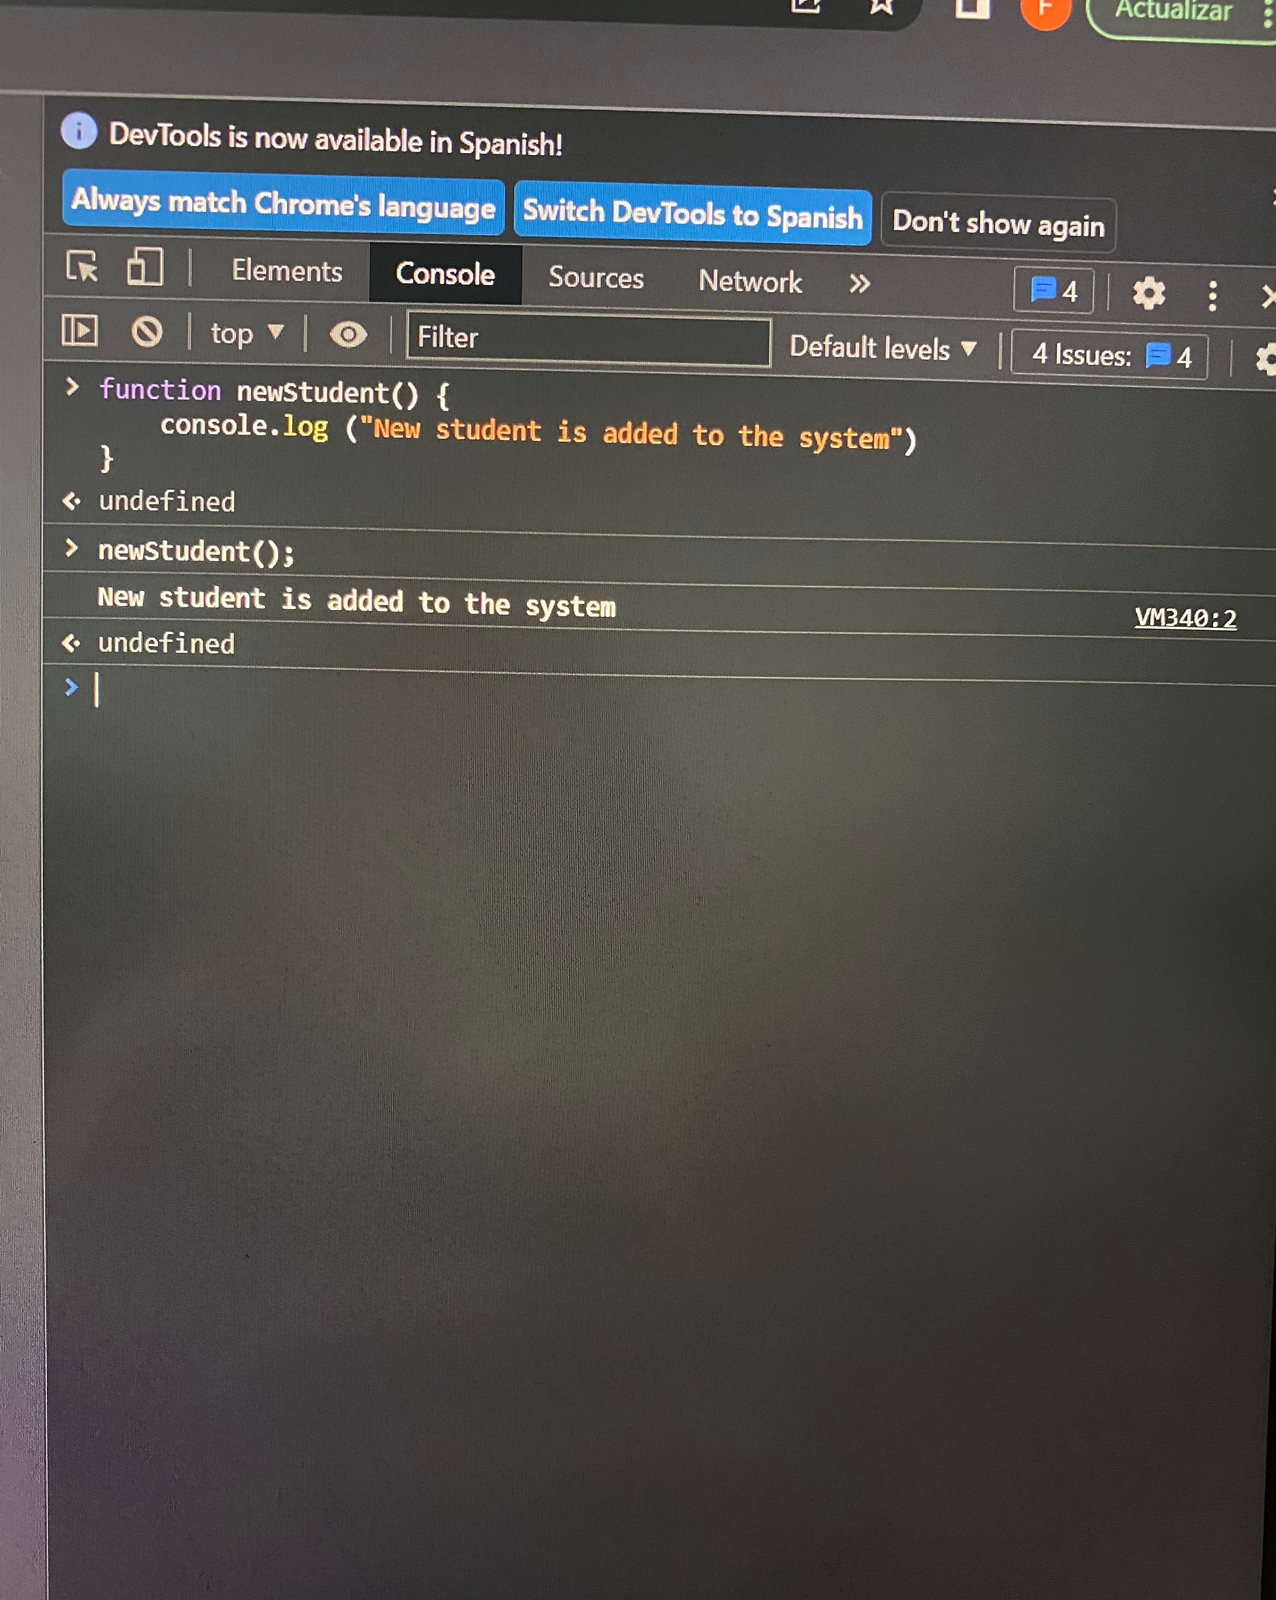 F
Actualizar
DevTools is now available in Spanish!
Always match Chrome's language Switch DevTools to Spanish Don't show again
Elements Console Sources Network 4
top Filter Default levels 4 Issues: 4
function newStudent() {
console.log ("New student is added to the system")
}
undefined
newStudent();
New student is added to the system VM340:2
undefined